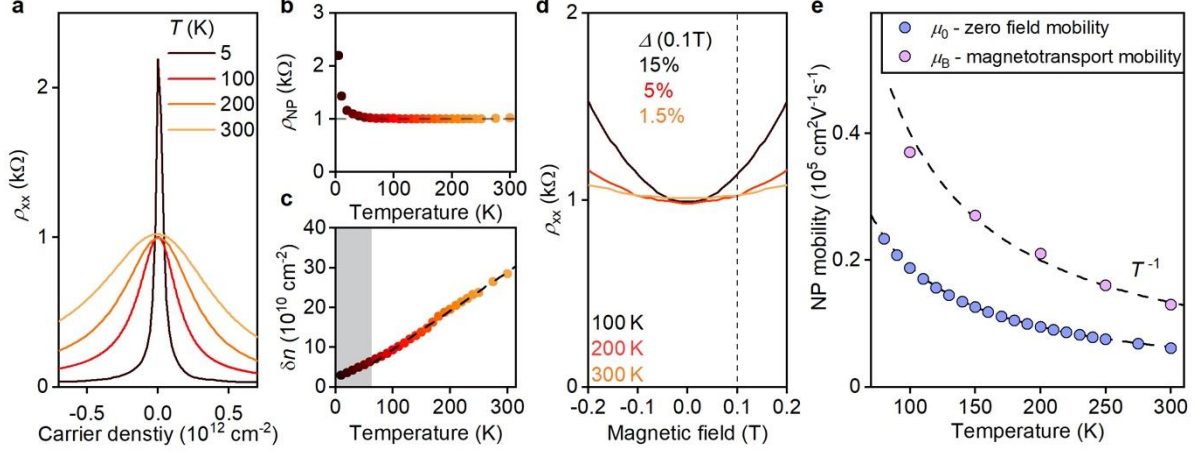 a
T (K)
5
100
200
300
2
1
0
ρxx (kΩ)
-0.5 0.0 0.5
Carrier denstiy (10¹² cm⁻²)
b
3
2
1
0
ρNP (kΩ)
0 100 200 300
Temperature (K)
c
40
30
20
10
0
δn (10¹⁰ cm⁻²)
0 100 200 300
Temperature (K)
d
Δ (0.1T)
15%
5%
1.5%
2
1
0
ρxx (kΩ)
100 K
200 K
300 K
-0.2 -0.1 0.0 0.1 0.2
Magnetic field (T)
e
μ0 - zero field mobility
μB - magnetotransport mobility
0.4
0.2
0
NP mobility (10⁵ cm²V⁻¹s⁻¹)
T⁻¹
100 150 200 250 300
Temperature (K)